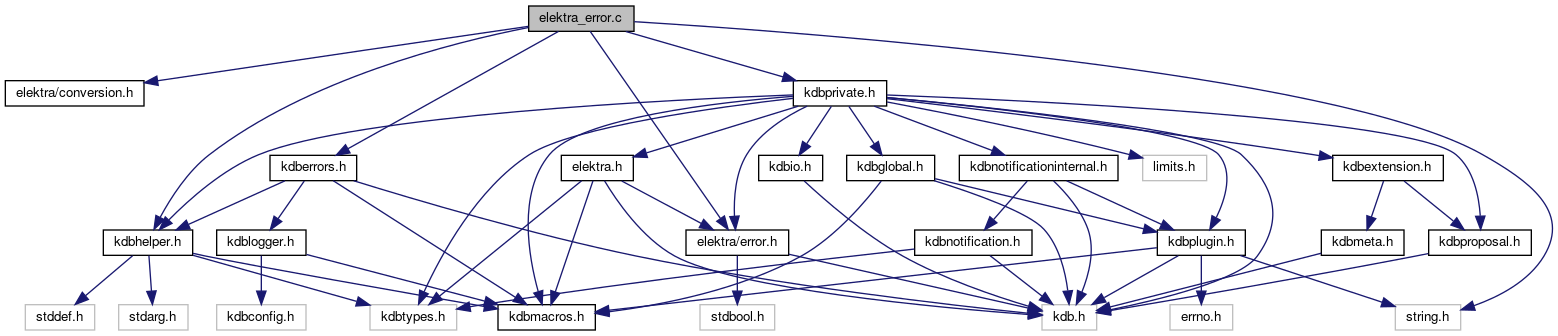 elektra_error.c
elektra/conversion.h
kdbprivate.h
kdberrors.h
elektra.h
kdbio.h
kdbglobal.h
kdbnotificationinternal.h
limits.h
kdbextension.h
kdbhelper.h
kdblogger.h
elektra/error.h
kdbnotification.h
kdbplugin.h
kdbmeta.h
kdbproposal.h
stddef.h
stdarg.h
kdbconfig.h
kdbtypes.h
kdbmacros.h
stdbool.h
kdb.h
errno.h
string.h